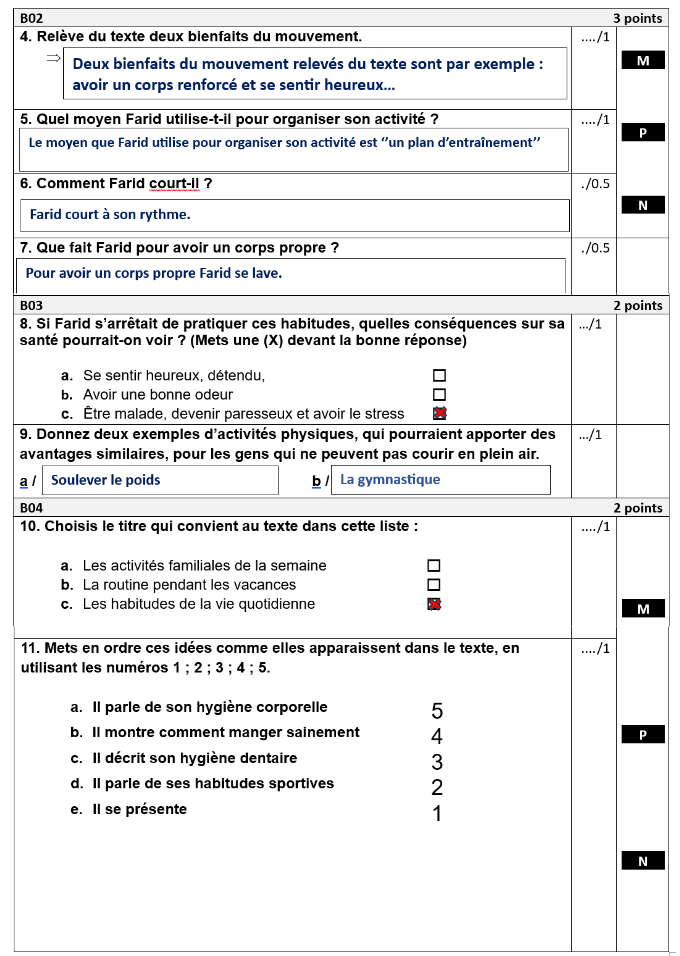 B02 3 points
4. Relève du texte deux bienfaits du mouvement. ..../1
⇒ Deux bienfaits du mouvement relevés du texte sont par exemple :
avoir un corps renforcé et se sentir heureux...
M
5. Quel moyen Farid utilise-t-il pour organiser son activité ? ..../1
P
Le moyen que Farid utilise pour organiser son activité est ‘’un plan d’entraînement’’
6. Comment Farid court-il ? ./0.5
N
Farid court à son rythme.
7. Que fait Farid pour avoir un corps propre ? ./0.5
Pour avoir un corps propre Farid se lave.
B03 2 points
8. Si Farid s’arrêtait de pratiquer ces habitudes, quelles conséquences sur sa .../1
santé pourrait-on voir ? (Mets une (X) devant la bonne réponse)
a. Se sentir heureux, détendu,
b. Avoir une bonne odeur
c. Être malade, devenir paresseux et avoir le stress
9. Donnez deux exemples d’activités physiques, qui pourraient apporter des .../1
avantages similaires, pour les gens qui ne peuvent pas courir en plein air.
a / Soulever le poids b / La gymnastique
B04 2 points
10. Choisis le titre qui convient au texte dans cette liste : ..../1
a. Les activités familiales de la semaine
b. La routine pendant les vacances
c. Les habitudes de la vie quotidienne
M
11. Mets en ordre ces idées comme elles apparaissent dans le texte, en ..../1
utilisant les numéros 1 ; 2 ; 3 ; 4 ; 5.
a. Il parle de son hygiène corporelle 5
b. Il montre comment manger sainement 4
P
c. Il décrit son hygiène dentaire 3
d. Il parle de ses habitudes sportives 2
e. Il se présente 1
N